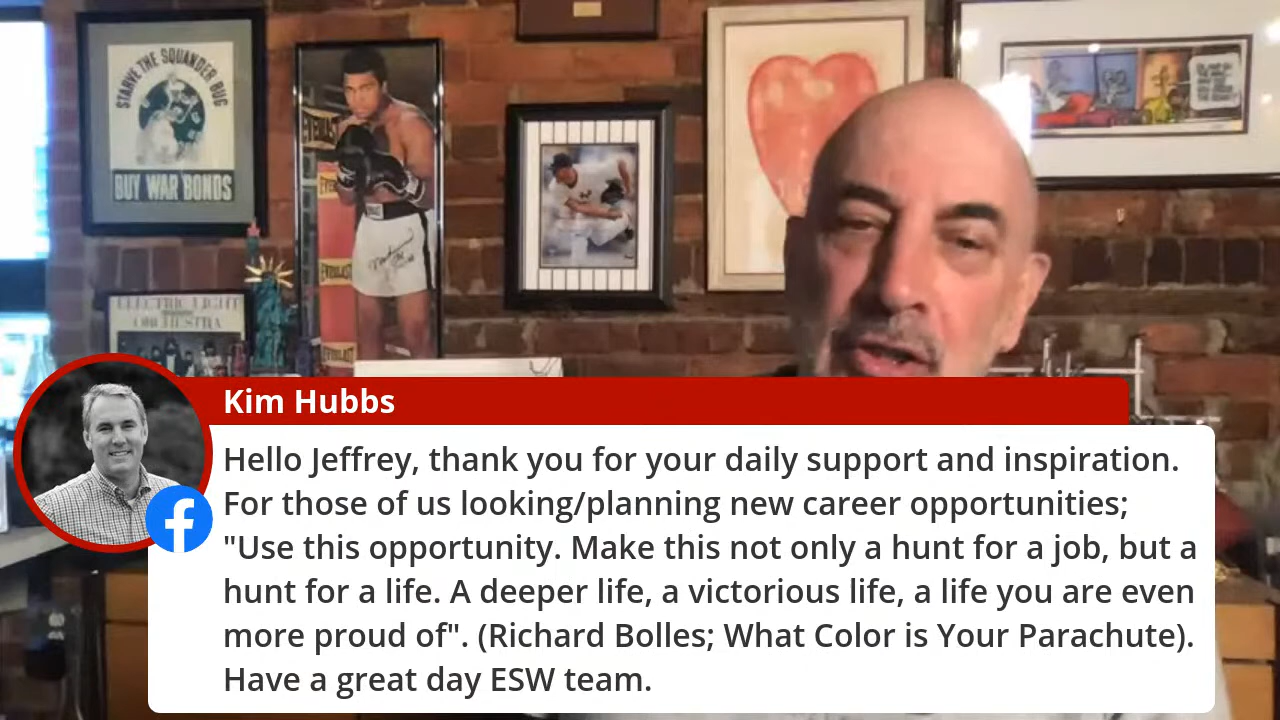 STARVE THE SQUANDER BUG
BUY WAR BONDS
EVERLAST
EVERLAST
EVERLAST
ELECTRIC LIGHT
ORCHESTRA
Kim Hubbs
Hello Jeffrey, thank you for your daily support and inspiration.
For those of us looking/planning new career opportunities;
"Use this opportunity. Make this not only a hunt for a job, but a
hunt for a life. A deeper life, a victorious life, a life you are even
more proud of". (Richard Bolles; What Color is Your Parachute).
Have a great day ESW team.